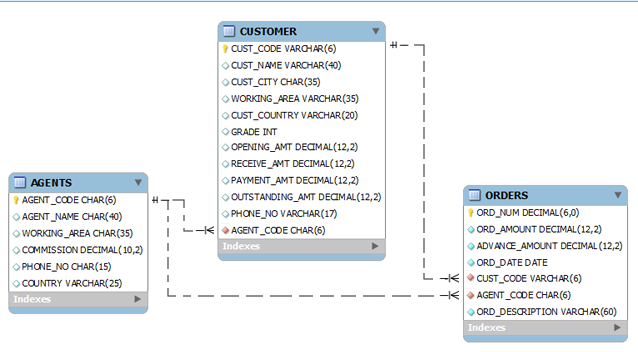 CUSTOMER
CUST_CODE VARCHAR(6)
CUST_NAME VARCHAR(40)
CUST_CITY CHAR(35)
WORKING_AREA VARCHAR(35)
CUST_COUNTRY VARCHAR(20)
GRADE INT
OPENING_AMT DECIMAL(12,2)
RECEIVE_AMT DECIMAL(12,2)
PAYMENT_AMT DECIMAL(12,2)
OUTSTANDING_AMT DECIMAL(12,2)
PHONE_NO VARCHAR(17)
AGENT_CODE CHAR(6)
Indexes
AGENTS
AGENT_CODE CHAR(6)
AGENT_NAME CHAR(40)
WORKING_AREA CHAR(35)
COMMISSION DECIMAL(10,2)
PHONE_NO CHAR(15)
COUNTRY VARCHAR(25)
Indexes
ORDERS
ORD_NUM DECIMAL(6,0)
ORD_AMOUNT DECIMAL(12,2)
ADVANCE_AMOUNT DECIMAL(12,2)
ORD_DATE DATE
CUST_CODE VARCHAR(6)
AGENT_CODE CHAR(6)
ORD_DESCRIPTION VARCHAR(60)
Indexes